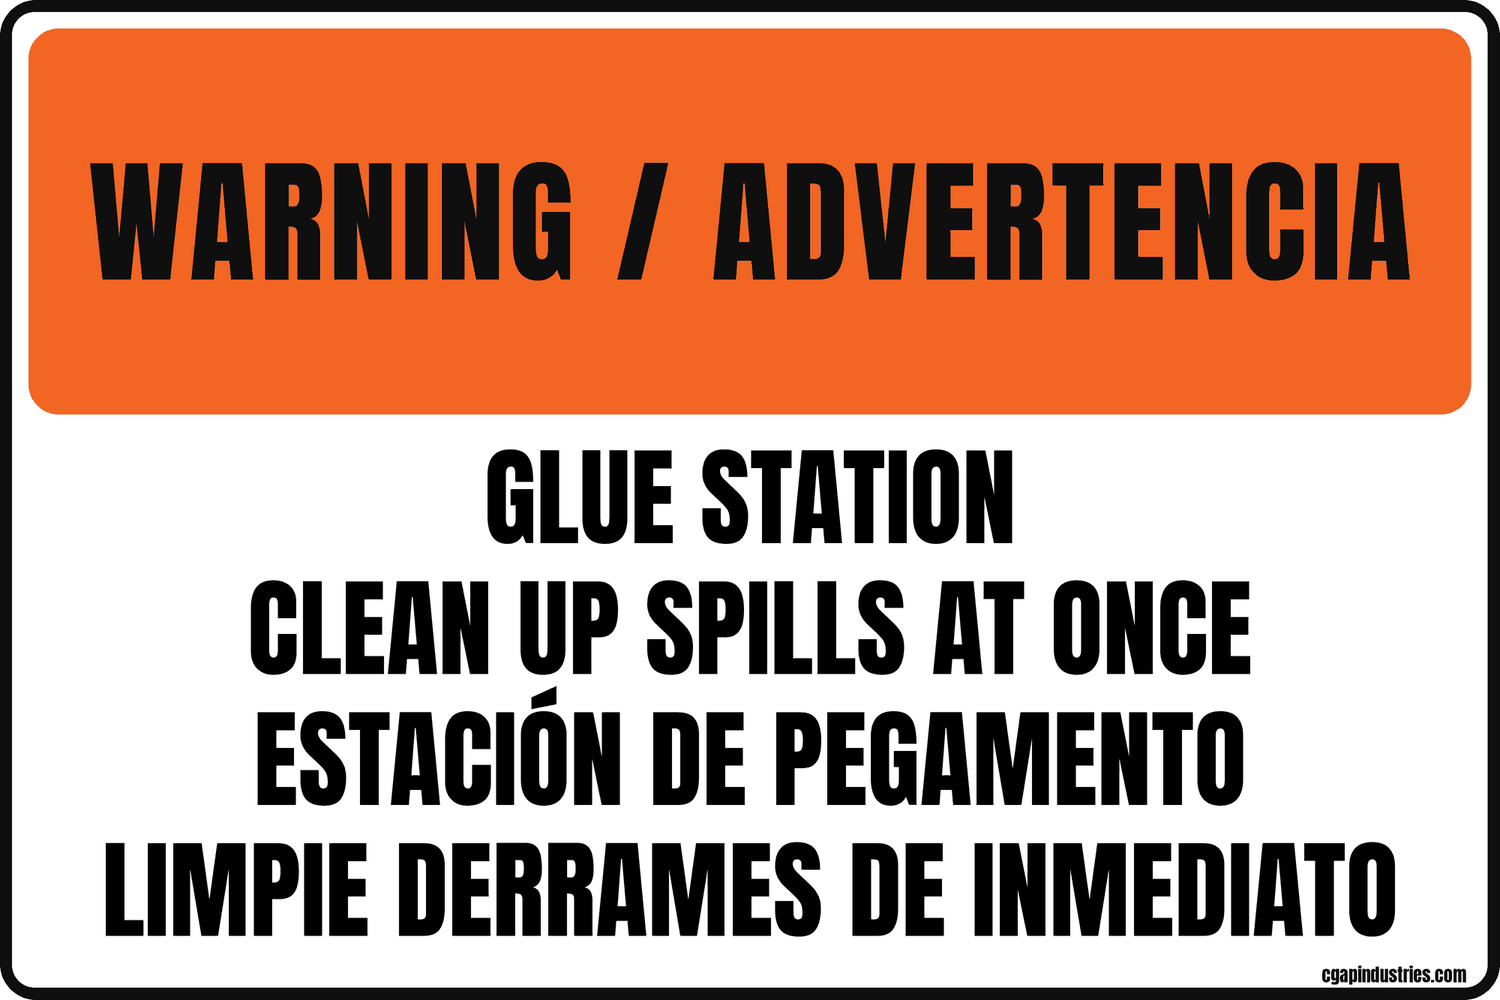 WARNING / ADVERTENCIA
GLUE STATION
CLEAN UP SPILLS AT ONCE
ESTACIÓN DE PEGAMENTO
LIMPIE DERRAMES DE INMEDIATO
cgapindustries.com